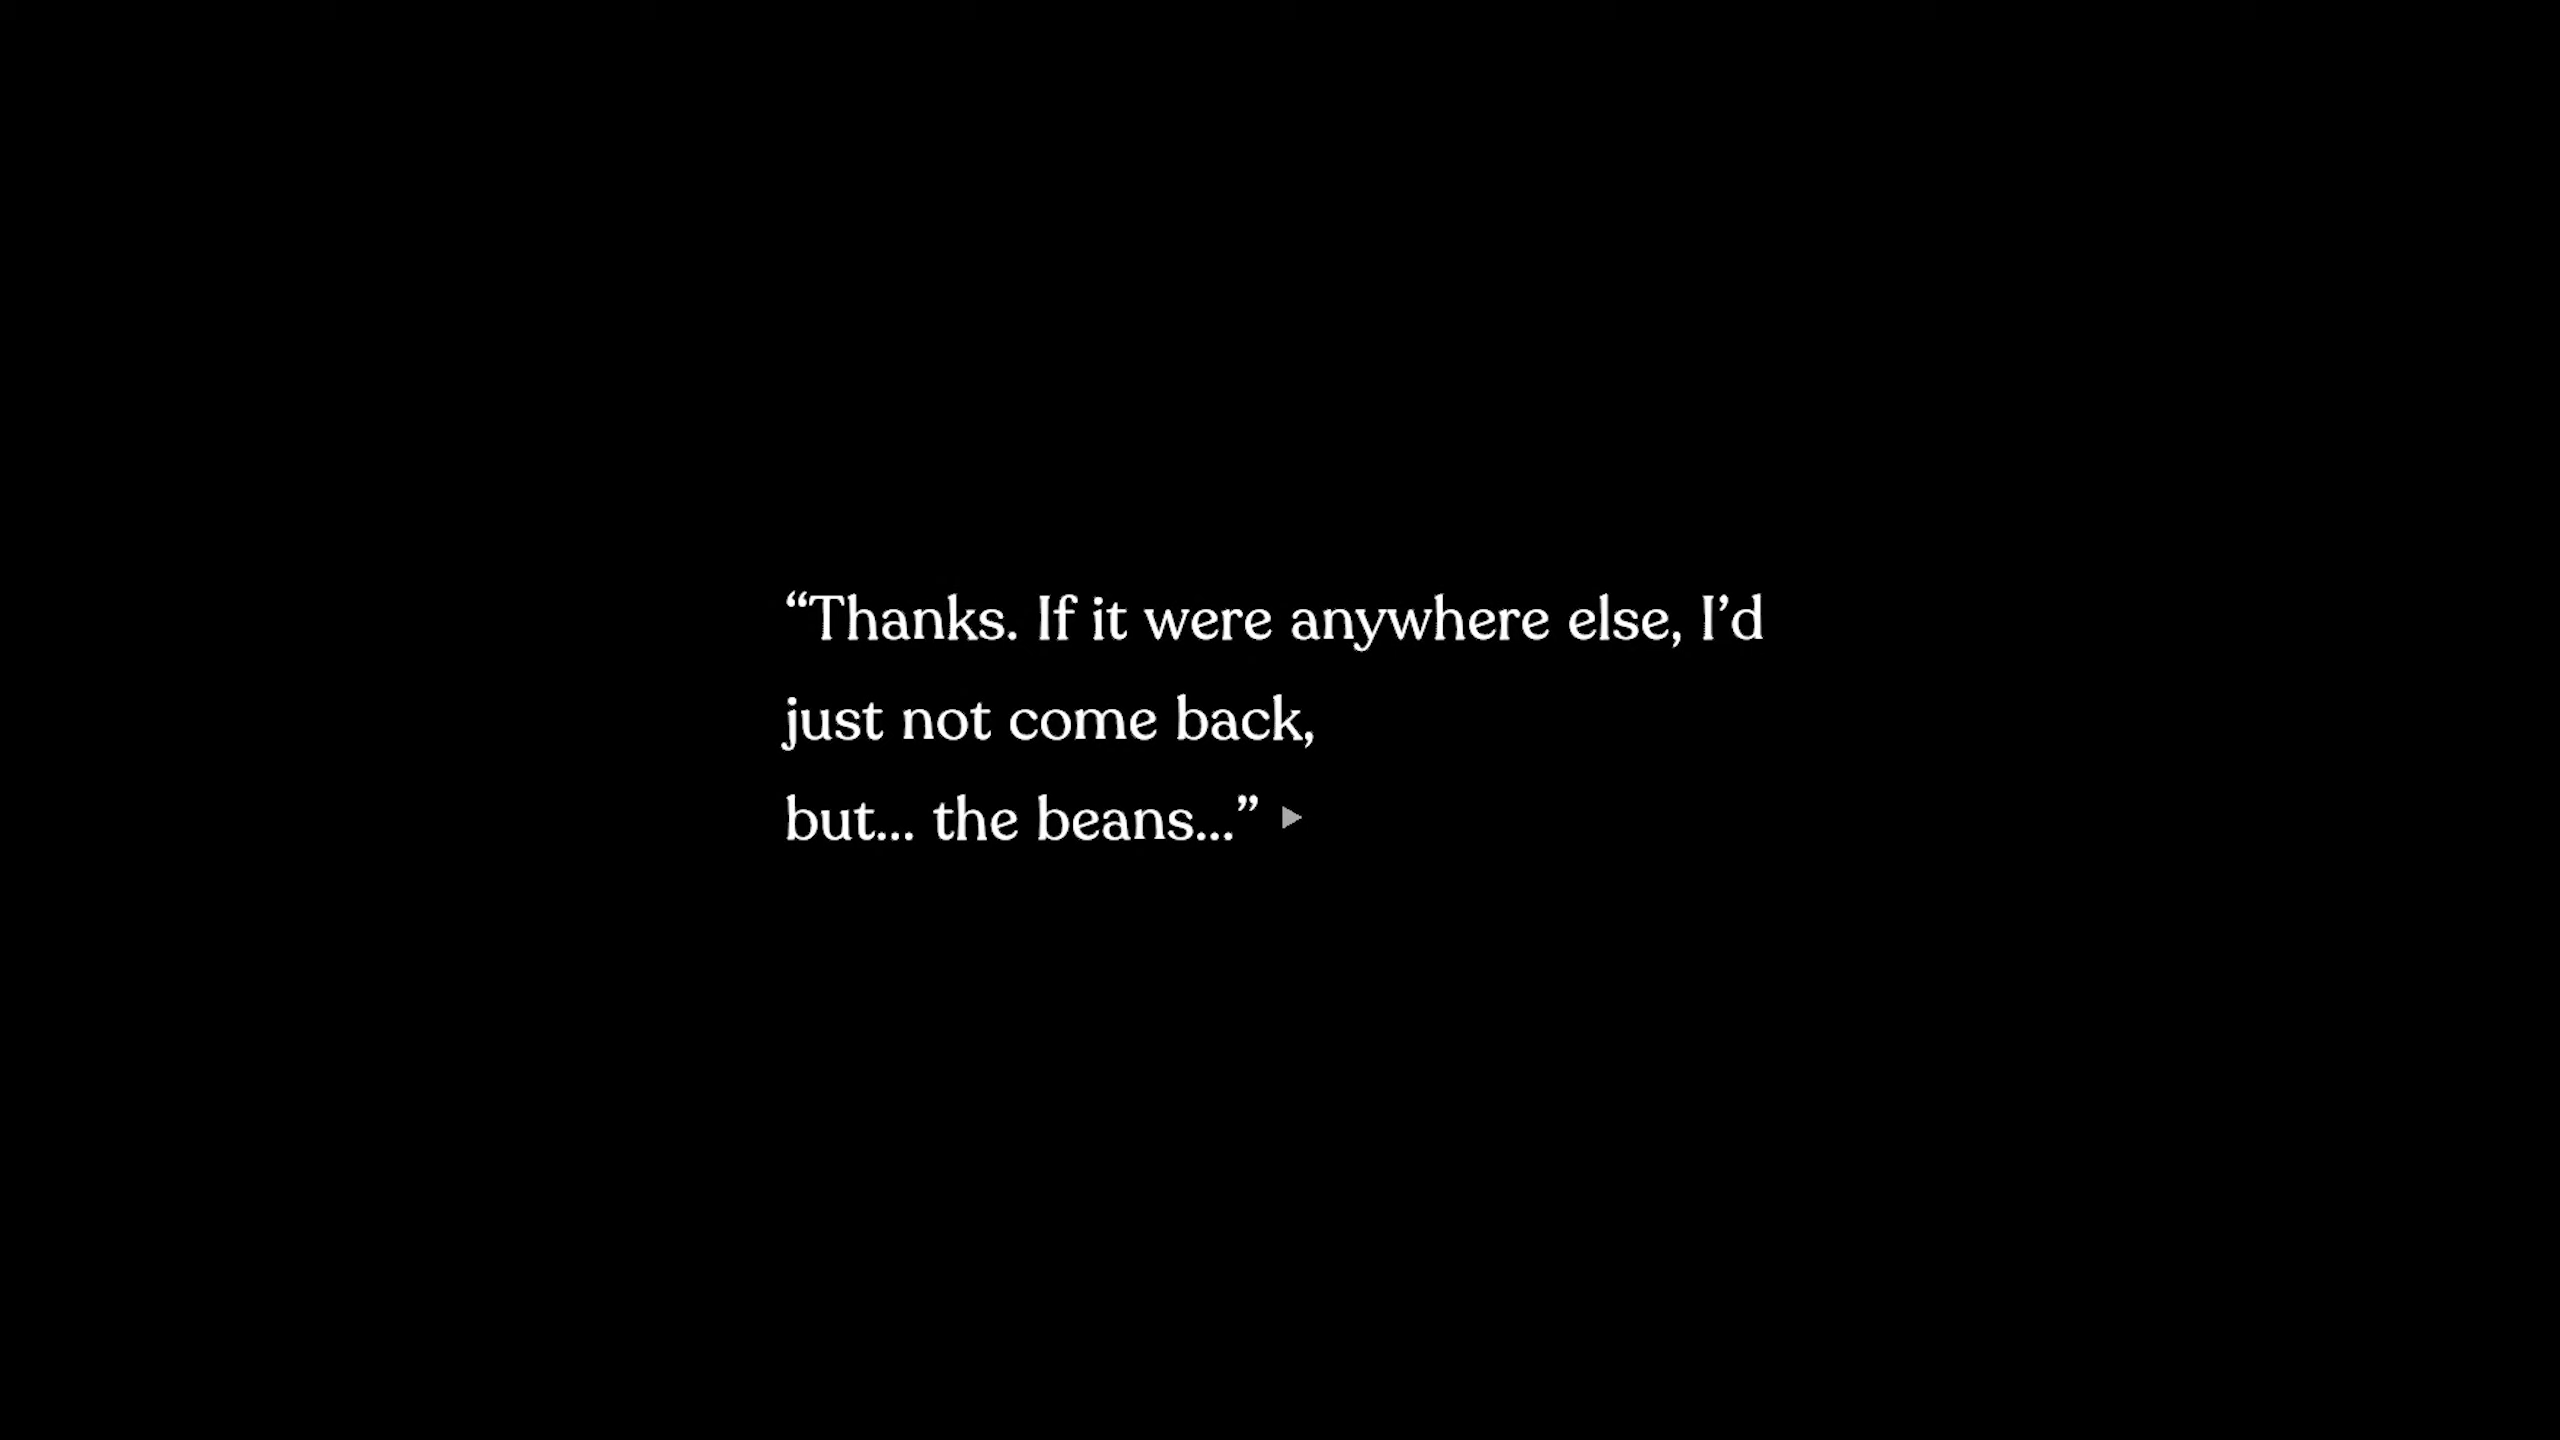 “Thanks. If it were anywhere else, I’d
just not come back,
but... the beans...”